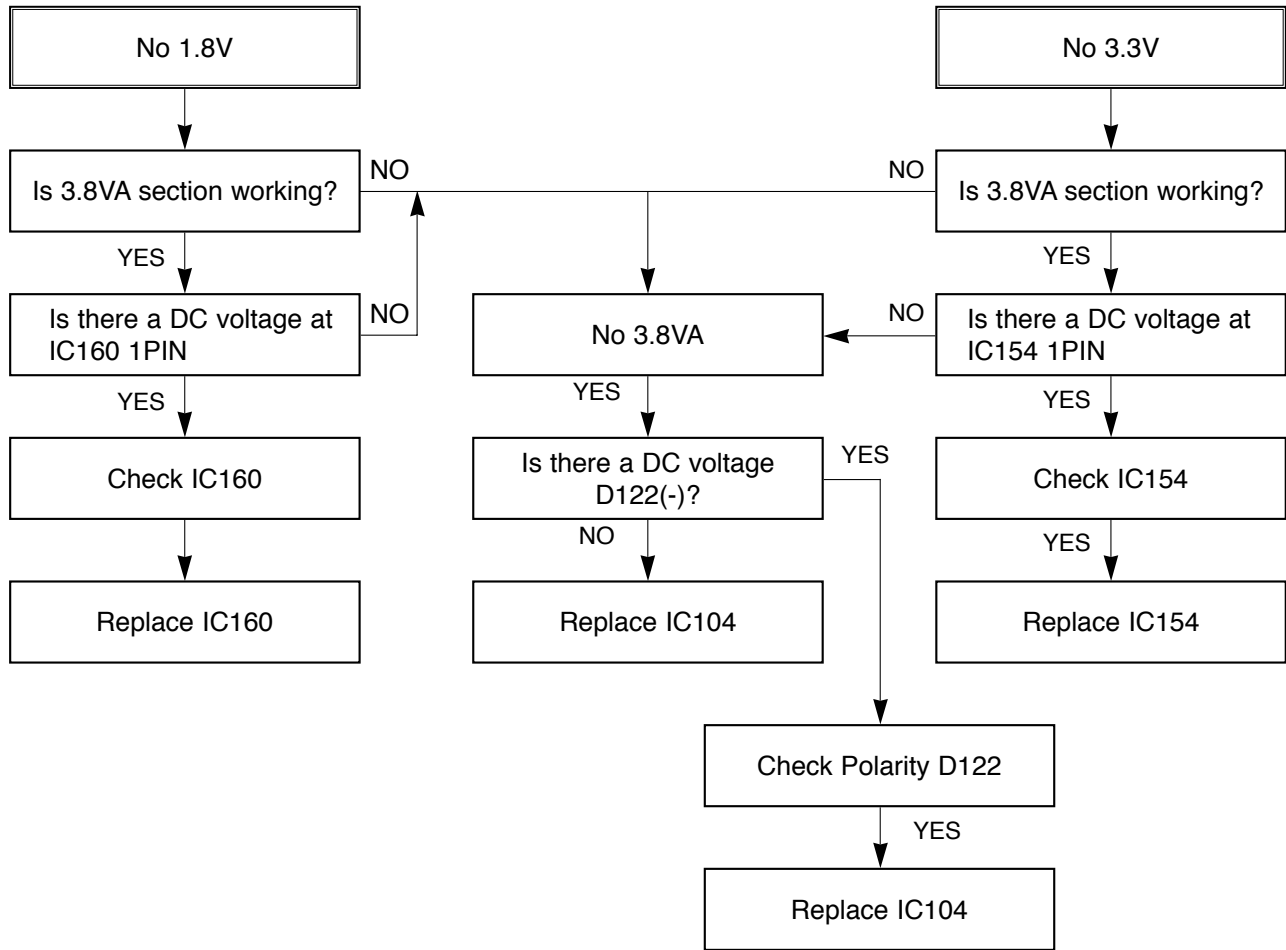 No 1.8V
No 3.3V
Is 3.8VA section working?
NO
NO
Is 3.8VA section working?
YES
YES
Is there a DC voltage at
IC160 1PIN
NO
No 3.8VA
NO
Is there a DC voltage at
IC154 1PIN
YES
YES
YES
Check IC160
Is there a DC voltage
D122(-)?
YES
Check IC154
NO
YES
Replace IC160
Replace IC104
Replace IC154
Check Polarity D122
YES
Replace IC104